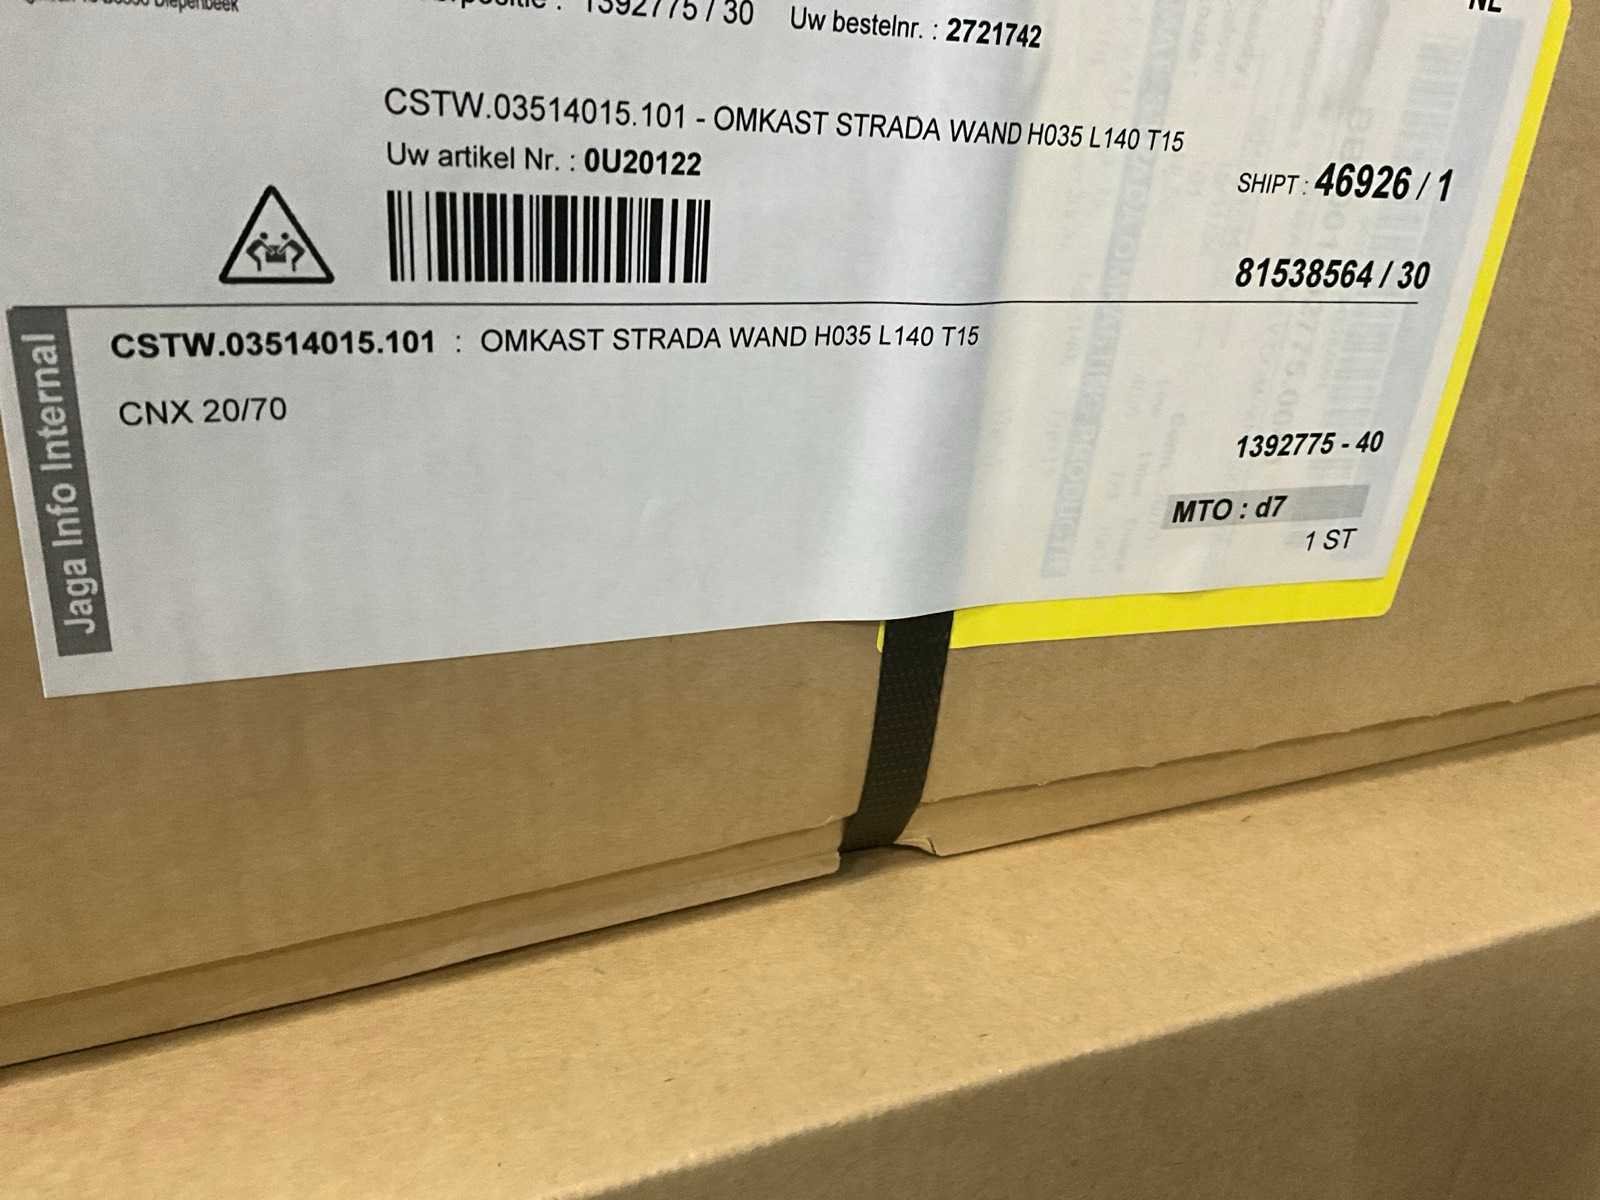 Diepenbeek
1392775 / 30
Uw bestelnr. : 2721742
NL
CSTW.03514015.101 - OMKAST STRADA WAND H035 L140 T15
Uw artikel Nr. : 0U20122
SHIPT : 46926 / 1
81538564 / 30
Jaga Info Internal
CSTW.03514015.101 : OMKAST STRADA WAND H035 L140 T15
CNX 20/70
1392775 - 40
MTO : d7
1 ST